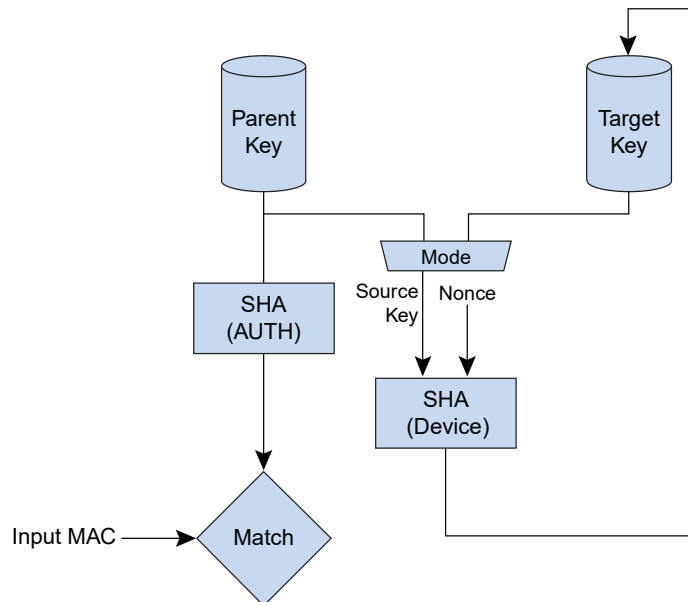 Parent
Key
Target
Key
Mode
Source
Key
Nonce
SHA
(AUTH)
SHA
(Device)
Input MAC
Match